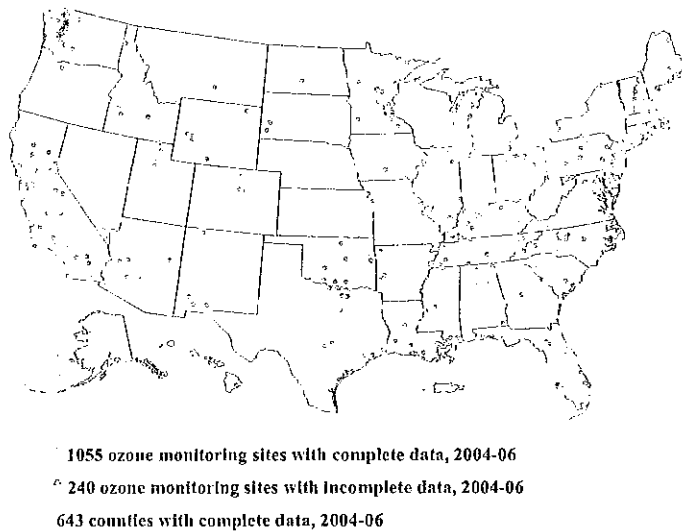 1055 ozone monitoring sites with complete data, 2004-06
240 ozone monitoring sites with incomplete data, 2004-06
643 counties with complete data, 2004-06